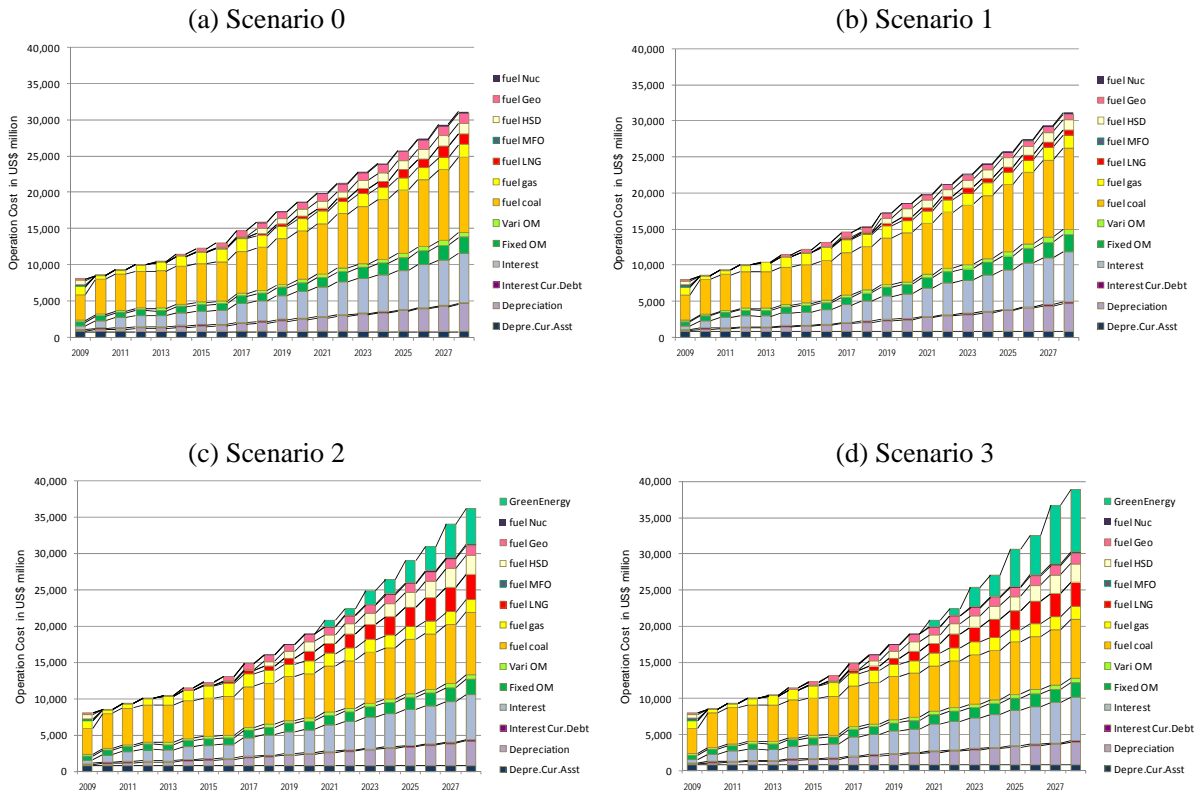 (a) Scenario 0
Operation Cost in US$ million
40,000
35,000
30,000
25,000
20,000
15,000
10,000
5,000
0
2009 2011 2013 2015 2017 2019 2021 2023 2025 2027
fuel Nuc
fuel Geo
fuel HSD
fuel MFO
fuel LNG
fuel gas
fuel coal
Vari OM
Fixed OM
Interest
Interest Cur.Debt
Depreciation
Depre.Cur.Asst
(b) Scenario 1
Operation Cost in US$ million
40,000
35,000
30,000
25,000
20,000
15,000
10,000
5,000
0
2009 2011 2013 2015 2017 2019 2021 2023 2025 2027
fuel Nuc
fuel Geo
fuel HSD
fuel MFO
fuel LNG
fuel gas
fuel coal
Vari OM
Fixed OM
Interest
Interest Cur.Debt
Depreciation
Depre.Cur.Asst
(c) Scenario 2
Operation Cost in US$ million
40,000
35,000
30,000
25,000
20,000
15,000
10,000
5,000
0
2009 2011 2013 2015 2017 2019 2021 2023 2025 2027
GreenEnergy
fuel Nuc
fuel Geo
fuel HSD
fuel MFO
fuel LNG
fuel gas
fuel coal
Vari OM
Fixed OM
Interest
Interest Cur.Debt
Depreciation
Depre.Cur.Asst
(d) Scenario 3
Operation Cost in US$ million
40,000
35,000
30,000
25,000
20,000
15,000
10,000
5,000
0
2009 2011 2013 2015 2017 2019 2021 2023 2025 2027
GreenEnergy
fuel Nuc
fuel Geo
fuel HSD
fuel MFO
fuel LNG
fuel gas
fuel coal
Vari OM
Fixed OM
Interest
Interest Cur.Debt
Depreciation
Depre.Cur.Asst